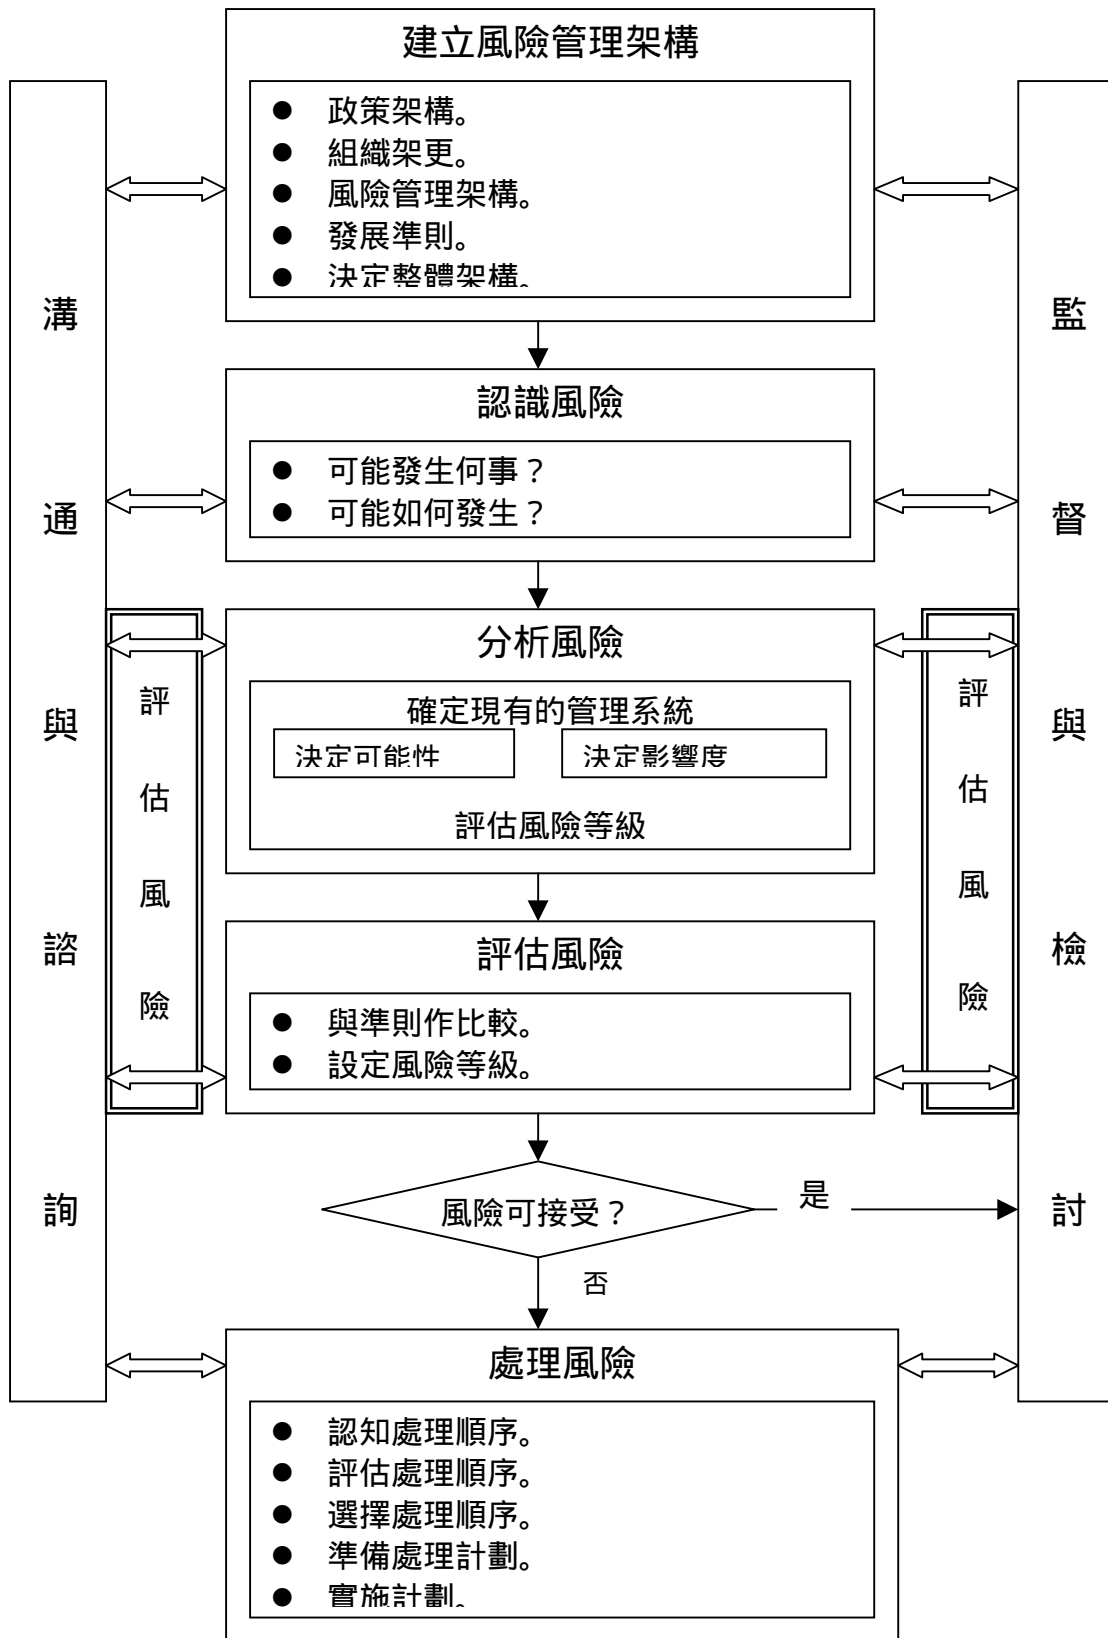 建立風險管理架構
● 政策架構。
● 組織架更。
● 風險管理架構。
● 發展準則。
● 決定整體架構。
溝通與諮詢
監督與檢討
認識風險
● 可能發生何事？
● 可能如何發生？
分析風險
確定現有的管理系統
決定可能性
決定影響度
評估風險等級
評估風險
評估風險
評估風險
● 與準則作比較。
● 設定風險等級。
風險可接受？
是
否
處理風險
● 認知處理順序。
● 評估處理順序。
● 選擇處理順序。
● 準備處理計劃。
● 實施計劃。